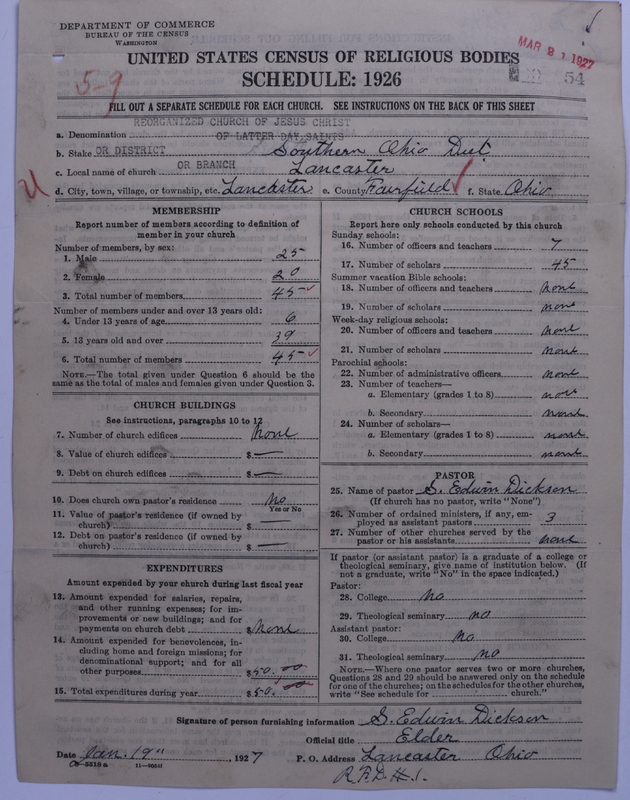 DEPARTMENT OF COMMERCE
BUREAU OF THE CENSUS
WASHINGTON
MAR 21 1927
UNITED STATES CENSUS OF RELIGIOUS BODIES
SCHEDULE: 1926
54
5-9
FILL OUT A SEPARATE SCHEDULE FOR EACH CHURCH. SEE INSTRUCTIONS ON THE BACK OF THIS SHEET
REORGANIZED CHURCH OF JESUS CHRIST
a. Denomination OF LATTER DAY SAINTS
b. Stake OR DISTRICT Southern Ohio Dist
c. Local name of church OR BRANCH Lancaster
d. City, town, village, or township, etc. Lancaster e. County Fairfield f. State Ohio
MEMBERSHIP
Report number of members according to definition of member in your church
Number of members, by sex:
1. Male 25
2. Female 20
3. Total number of members 45
Number of members under and over 13 years old:
4. Under 13 years of age 6
5. 13 years old and over 39
6. Total number of members 45
NOTE.—The total given under Question 6 should be the
same as the total of males and females given under Question 3.
CHURCH BUILDINGS
See instructions, paragraphs 10 to 12
7. Number of church edifices None
8. Value of church edifices $ —
9. Debt on church edifices $ —
10. Does church own pastor's residence No
Yes or No
11. Value of pastor's residence (if owned by
church) $ —
12. Debt on pastor's residence (if owned by
church) $ —
EXPENDITURES
Amount expended by your church during last fiscal year
13. Amount expended for salaries, repairs,
and other running expenses; for im-
provements or new buildings; and for
payments on church debt $ None
14. Amount expended for benevolences, in-
cluding home and foreign missions; for
denominational support; and for all
other purposes $ 50.00
15. Total expenditures during year $ 50.00
CHURCH SCHOOLS
Report here only schools conducted by this church
Sunday schools:
16. Number of officers and teachers 7
17. Number of scholars 45
Summer vacation Bible schools:
18. Number of officers and teachers none
19. Number of scholars none
Week-day religious schools:
20. Number of officers and teachers none
21. Number of scholars none
Parochial schools:
22. Number of administrative officers none
23. Number of teachers—
a. Elementary (grades 1 to 8) none
b. Secondary none
24. Number of scholars—
a. Elementary (grades 1 to 8) none
b. Secondary none
PASTOR
25. Name of pastor S. Edwin Dickson
(If church has no pastor, write "None")
26. Number of ordained ministers, if any, em-
ployed as assistant pastors 3
27. Number of other churches served by the
pastor or his assistants none
If pastor (or assistant pastor) is a graduate of a college or
theological seminary, give name of institution below. (If
not a graduate, write "No" in the space indicated.)
Pastor:
28. College No
29. Theological seminary no
Assistant pastor:
30. College No
31. Theological seminary No
NOTE.—Where one pastor serves two or more churches,
Questions 28 and 29 should be answered only on the schedule
for one of the churches; on the schedules for the other churches,
write "See schedule for church."
Signature of person furnishing information S. Edwin Dickson
Official title Elder
Date Jan. 19", 1927 P. O. Address Lancaster Ohio
R.F.D. #1.